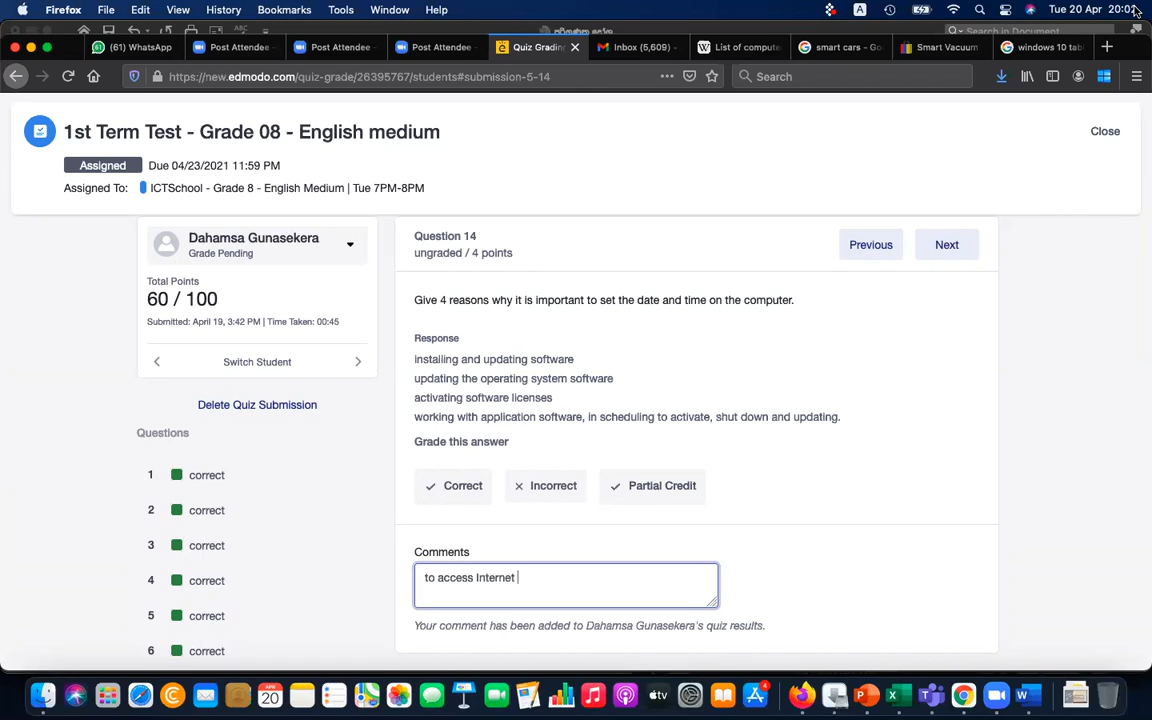 Firefox File Edit View History Bookmarks Tools Window Help Tue 20 Apr 20:02
Search in Document
(61) WhatsApp Post Attendee Post Attendee Post Attendee Quiz Grading Inbox (5,609) - List of compute smart cars - Go Smart Vacuum windows 10 tab
https://new.edmodo.com/quiz-grade/26395767/students#submission-5-14 Search
1st Term Test - Grade 08 - English medium Close
Assigned Due 04/23/2021 11:59 PM
Assigned To: ICTSchool - Grade 8 - English Medium | Tue 7PM-8PM
Dahamsa Gunasekera
Grade Pending
Total Points
60 / 100
Submitted: April 19, 3:42 PM | Time Taken: 00:45
Switch Student
Delete Quiz Submission
Questions
1 correct
2 correct
3 correct
4 correct
5 correct
6 correct
Question 14
ungraded / 4 points
Previous Next
Give 4 reasons why it is important to set the date and time on the computer.
Response
installing and updating software
updating the operating system software
activating software licenses
working with application software, in scheduling to activate, shut down and updating.
Grade this answer
Correct Incorrect Partial Credit
Comments
to access Internet
Your comment has been added to Dahamsa Gunasekera's quiz results.
APR
20
4